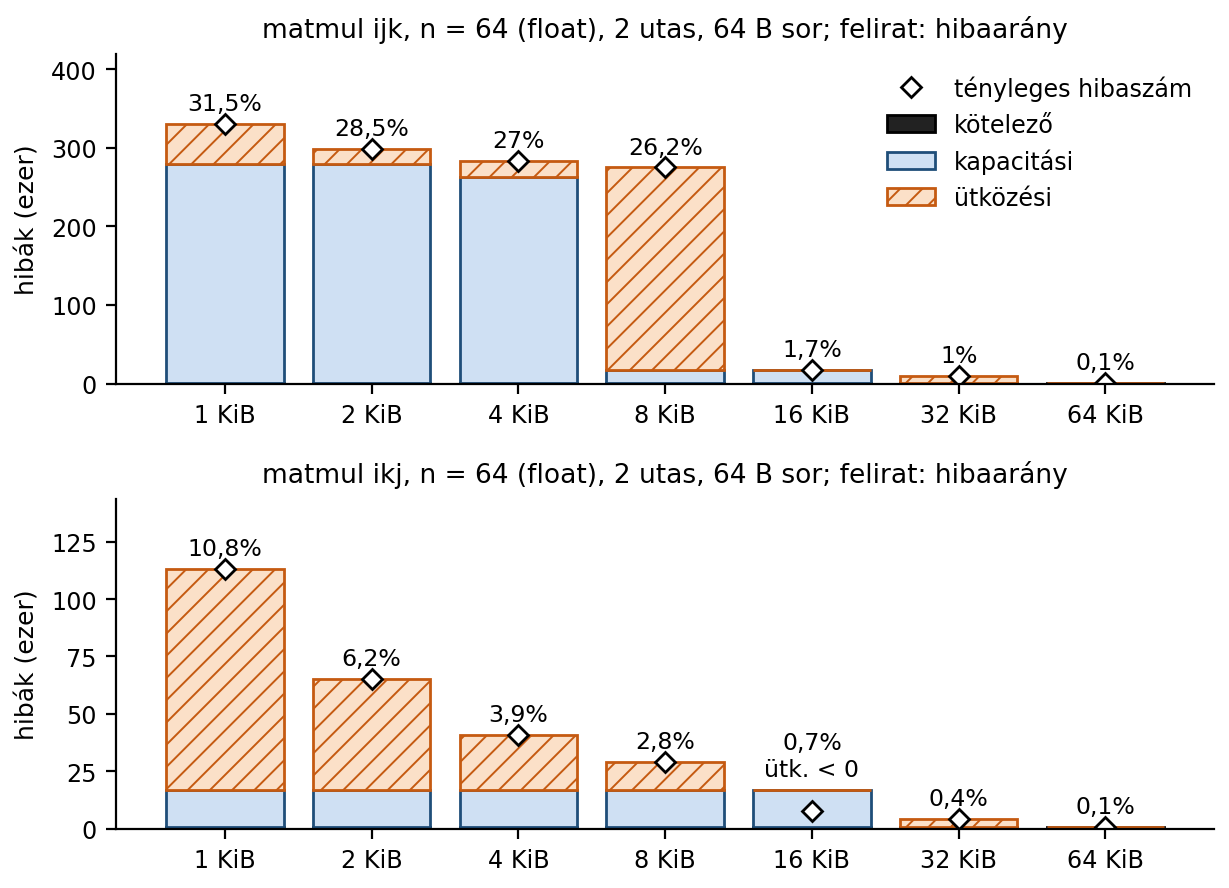 matmul ijk, n = 64 (float), 2 utas, 64 B sor; felirat: hibaarány
hibák (ezer)
400
300
200
100
0
31,5%
28,5%
27%
26,2%
1,7%
1%
0,1%
tényleges hibaszám
kötelező
kapacitási
ütközési
1 KiB
2 KiB
4 KiB
8 KiB
16 KiB
32 KiB
64 KiB
matmul ikj, n = 64 (float), 2 utas, 64 B sor; felirat: hibaarány
hibák (ezer)
125
100
75
50
25
0
10,8%
6,2%
3,9%
2,8%
0,7%
ütk. < 0
0,4%
0,1%
1 KiB
2 KiB
4 KiB
8 KiB
16 KiB
32 KiB
64 KiB